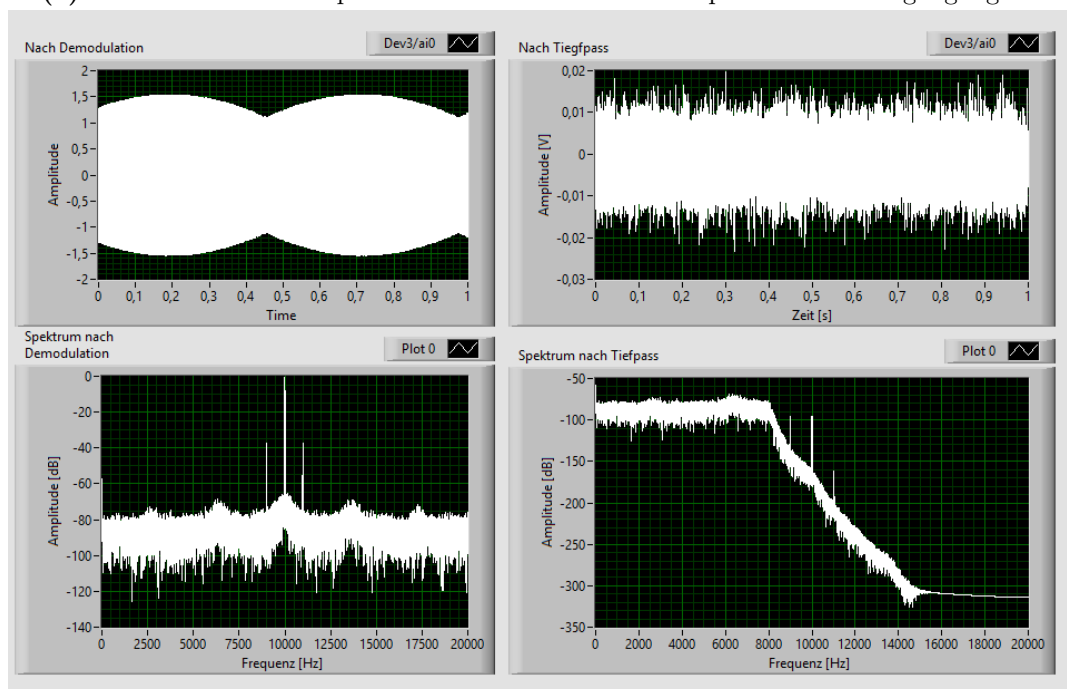 Nach Demodulation
Dev3/ai0
Amplitude
2
1,5
1
0,5
0
-0,5
-1
-1,5
-2
0 0,1 0,2 0,3 0,4 0,5 0,6 0,7 0,8 0,9 1
Time
Nach Tiegfpass
Dev3/ai0
Amplitude [V]
0,02
0,01
0
-0,01
-0,02
-0,03
0 0,1 0,2 0,3 0,4 0,5 0,6 0,7 0,8 0,9 1
Zeit [s]
Spektrum nach
Demodulation
Plot 0
Amplitude [dB]
0
-20
-40
-60
-80
-100
-120
-140
0 2500 5000 7500 10000 12500 15000 17500 20000
Frequenz [Hz]
Spektrum nach Tiefpass
Plot 0
Amplitude [dB]
-50
-100
-150
-200
-250
-300
-350
0 2000 4000 6000 8000 10000 12000 14000 16000 18000 20000
Frequenz [Hz]